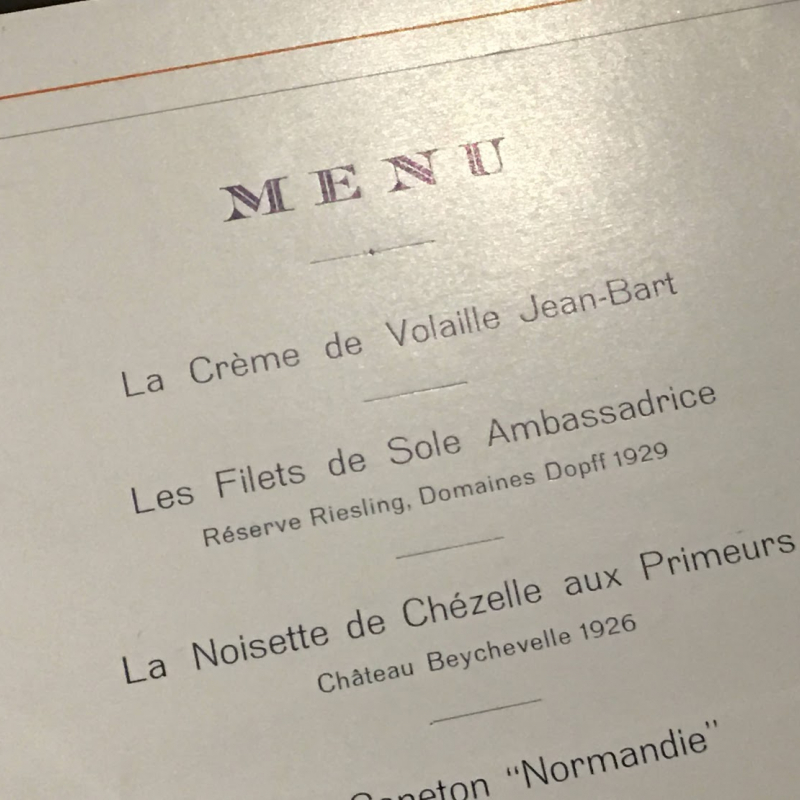 MENU
La Crème de Volaille Jean-Bart
Les Filets de Sole Ambassadrice
Réserve Riesling, Domaines Dopff 1929
La Noisette de Chézelle aux Primeurs
Château Beychevelle 1926
Caneton “Normandie”